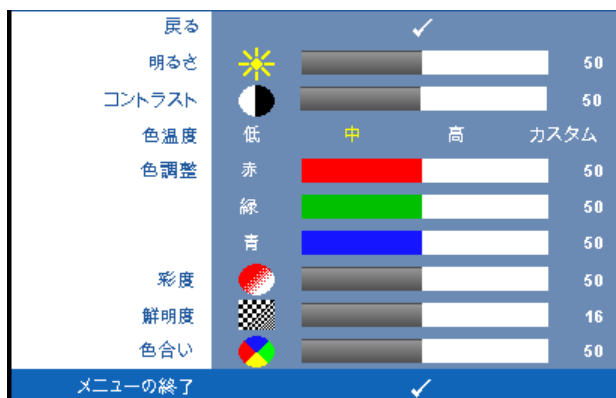 戻る
明るさ 50
コントラスト 50
色温度 低 中 高 カスタム
色調整 赤 50
緑 50
青 50
彩度 50
鮮明度 16
色合い 50
メニューの終了